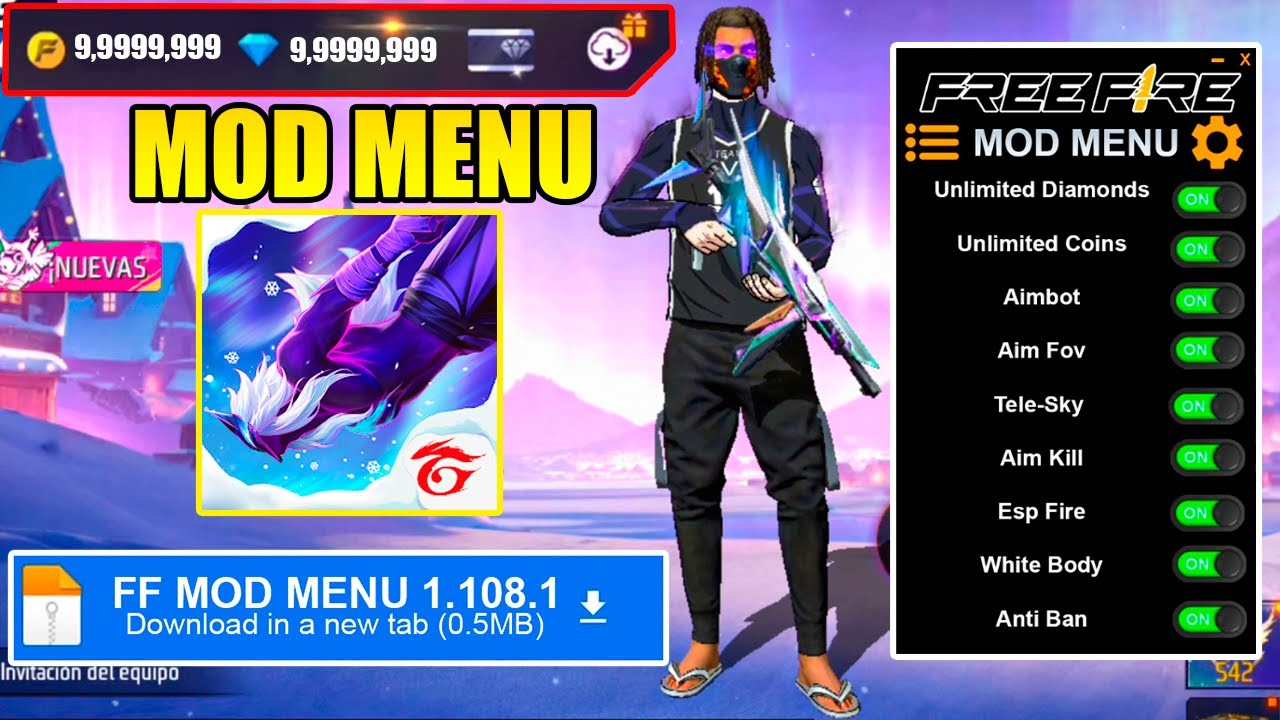 9,9999,999 9,9999,999
MOD MENU
¡NUEVAS
FF MOD MENU 1.108.1
Download in a new tab (0.5MB)
Invitación del equipo
X
FREE FIRE
MOD MENU
Unlimited Diamonds ON
Unlimited Coins ON
Aimbot ON
Aim Fov ON
Tele-Sky ON
Aim Kill ON
Esp Fire ON
White Body ON
Anti Ban ON
542